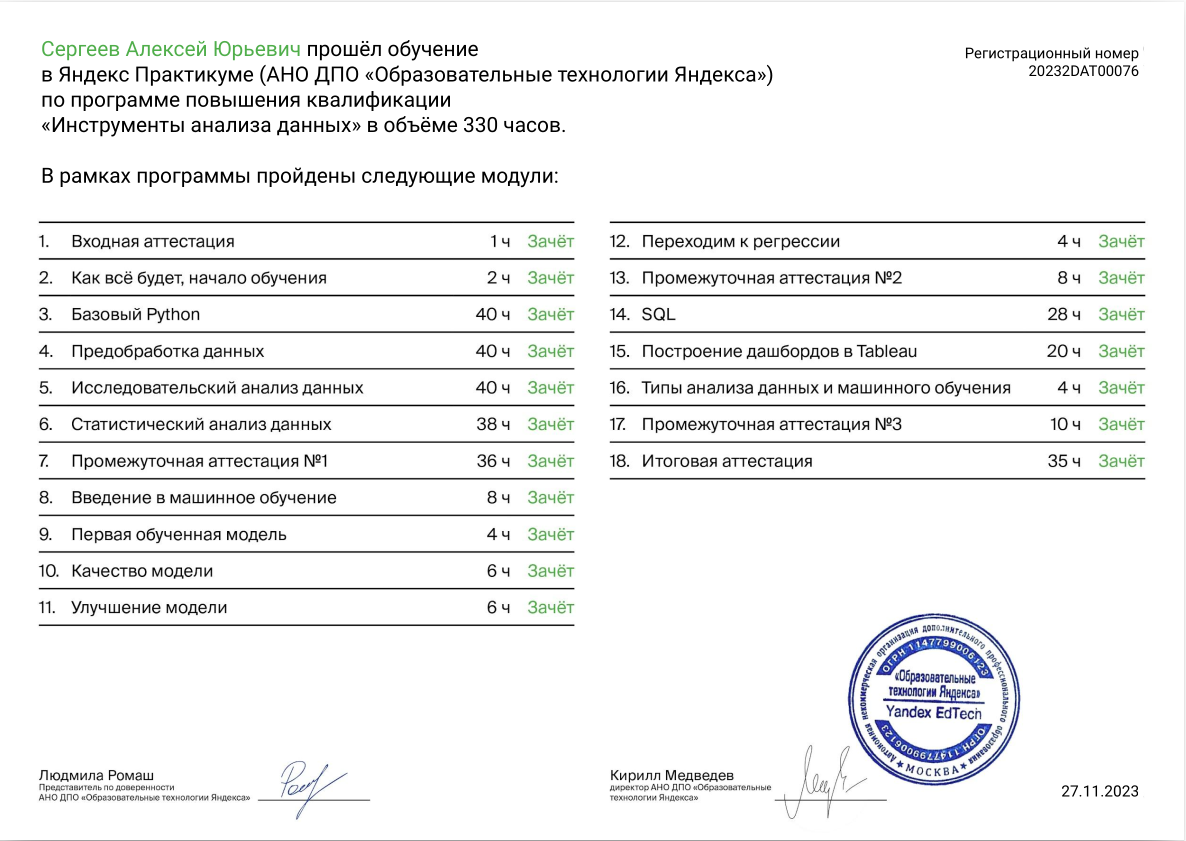 Сергеев Алексей Юрьевич прошёл обучение
в Яндекс Практикуме (АНО ДПО «Образовательные технологии Яндекса»)
по программе повышения квалификации
«Инструменты анализа данных» в объёме 330 часов.
Регистрационный номер
20232DAT00076
В рамках программы пройдены следующие модули:
1. Входная аттестация 1 ч Зачёт
2. Как всё будет, начало обучения 2 ч Зачёт
3. Базовый Python 40 ч Зачёт
4. Предобработка данных 40 ч Зачёт
5. Исследовательский анализ данных 40 ч Зачёт
6. Статистический анализ данных 38 ч Зачёт
7. Промежуточная аттестация №1 36 ч Зачёт
8. Введение в машинное обучение 8 ч Зачёт
9. Первая обученная модель 4 ч Зачёт
10. Качество модели 6 ч Зачёт
11. Улучшение модели 6 ч Зачёт
12. Переходим к регрессии 4 ч Зачёт
13. Промежуточная аттестация №2 8 ч Зачёт
14. SQL 28 ч Зачёт
15. Построение дашбордов в Tableau 20 ч Зачёт
16. Типы анализа данных и машинного обучения 4 ч Зачёт
17. Промежуточная аттестация №3 10 ч Зачёт
18. Итоговая аттестация 35 ч Зачёт
Автономная некоммерческая организация дополнительного профессионального образования
ОГРН 1147799006123
«Образовательные
технологии Яндекса»
Yandex EdTech
ОГРН 1147799006123
★ МОСКВА ★
Людмила Ромаш
Представитель по доверенности
АНО ДПО «Образовательные технологии Яндекса»
Кирилл Медведев
директор АНО ДПО «Образовательные
технологии Яндекса»
27.11.2023